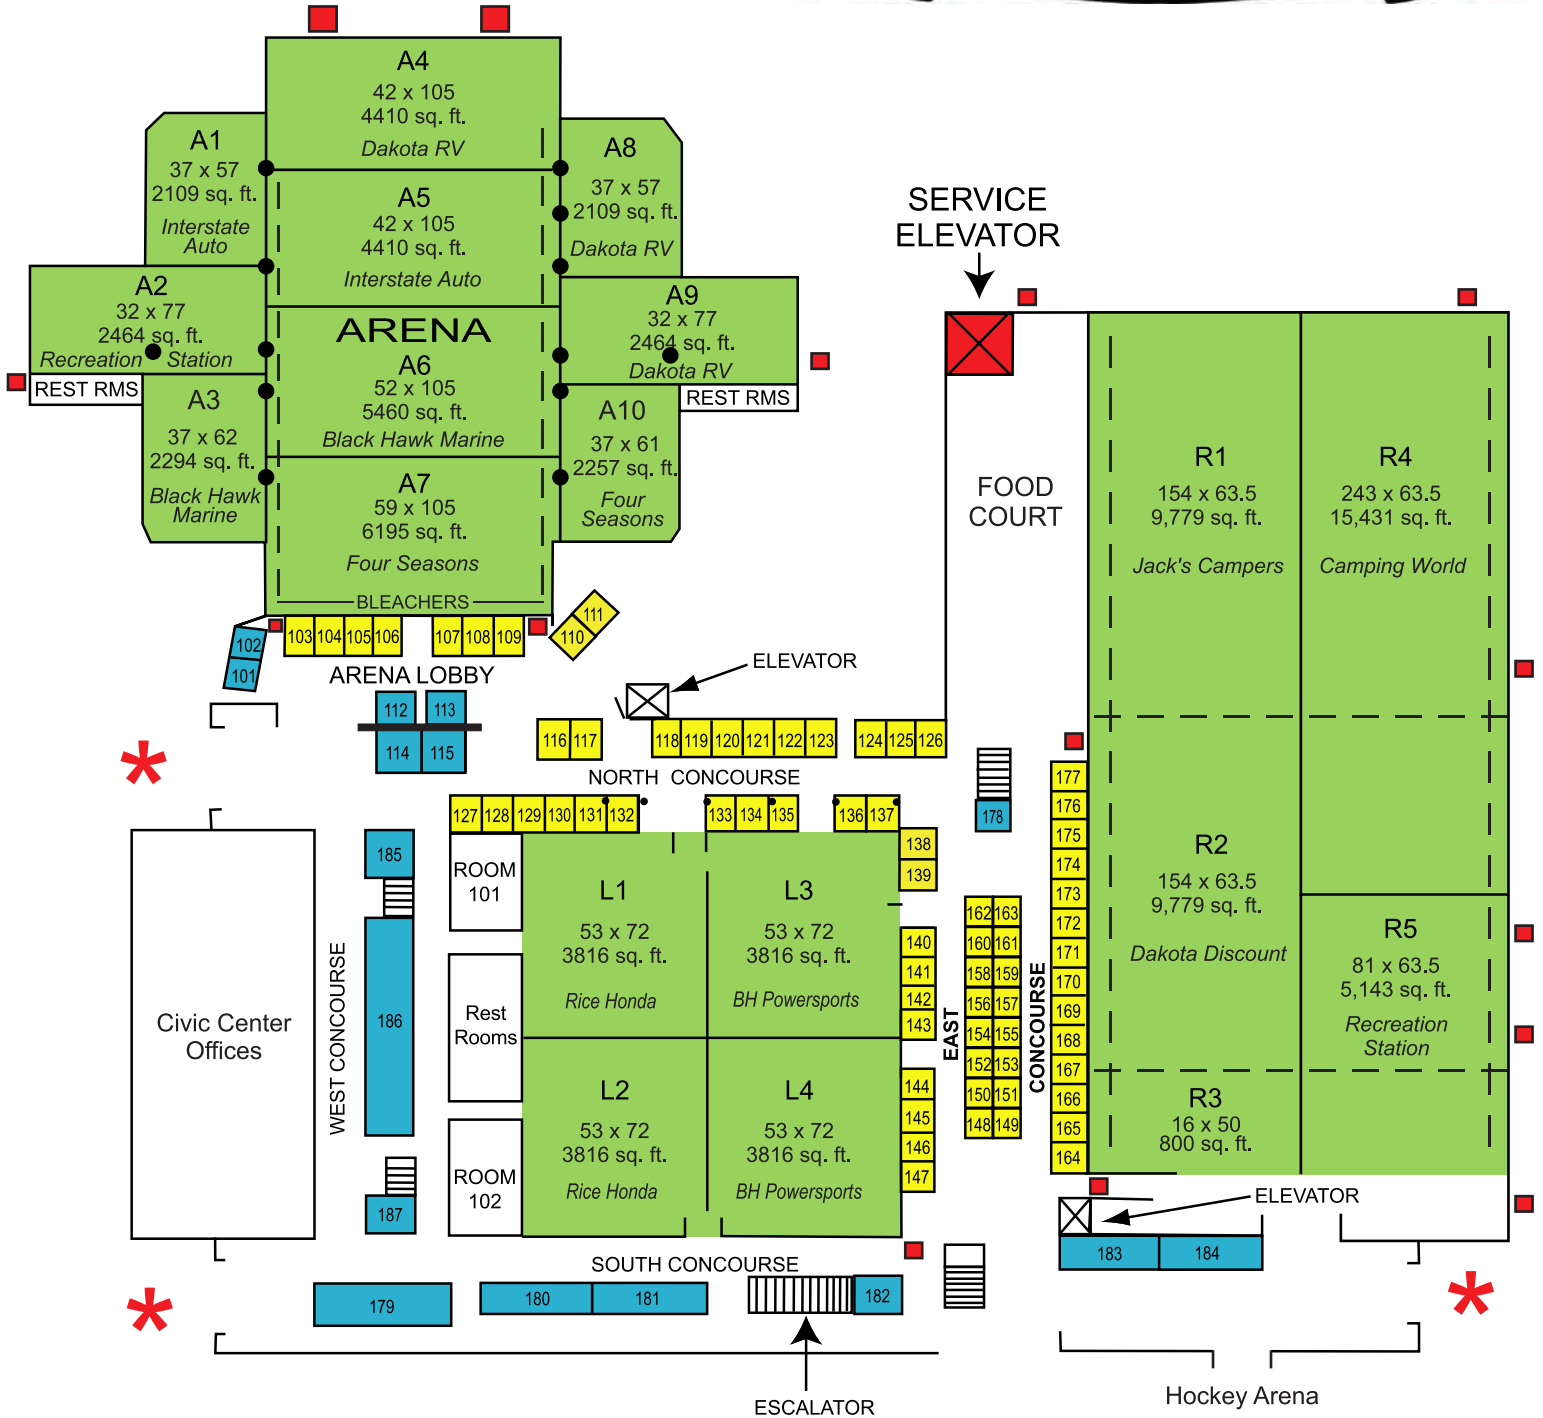 A4
42 x 105
4410 sq. ft.
Dakota RV
A1
37 x 57
2109 sq. ft.
Interstate
Auto
A5
42 x 105
4410 sq. ft.
Interstate Auto
A8
37 x 57
2109 sq. ft.
Dakota RV
A2
32 x 77
2464 sq. ft.
Recreation Station
REST RMS
ARENA
A6
52 x 105
5460 sq. ft.
Black Hawk Marine
A9
32 x 77
2464 sq. ft.
Dakota RV
REST RMS
A3
37 x 62
2294 sq. ft.
Black Hawk
Marine
A7
59 x 105
6195 sq. ft.
Four Seasons
BLEACHERS
A10
37 x 61
2257 sq. ft.
Four
Seasons
SERVICE
ELEVATOR
FOOD
COURT
R1
154 x 63.5
9,779 sq. ft.
Jack's Campers
R4
243 x 63.5
15,431 sq. ft.
Camping World
102
101
103 104 105 106
107 108 109
110
111
ARENA LOBBY
112
113
114
115
ELEVATOR
116 117
118 119 120 121 122 123
124 125 126
NORTH CONCOURSE
127 128 129 130 131 132
133 134 135
136 137
138
139
178
177
176
175
174
173
172
171
170
169
168
167
166
165
164
R2
154 x 63.5
9,779 sq. ft.
Dakota Discount
R5
81 x 63.5
5,143 sq. ft.
Recreation
Station
R3
16 x 50
800 sq. ft.
Civic Center
Offices
WEST CONCOURSE
185
186
187
ROOM
101
Rest
Rooms
ROOM
102
L1
53 x 72
3816 sq. ft.
Rice Honda
L3
53 x 72
3816 sq. ft.
BH Powersports
L2
53 x 72
3816 sq. ft.
Rice Honda
L4
53 x 72
3816 sq. ft.
BH Powersports
140
141
142
143
144
145
146
147
EAST
CONCOURSE
162 163
160 161
158 159
156 157
154 155
152 153
150 151
148 149
SOUTH CONCOURSE
179
180
181
182
ESCALATOR
ELEVATOR
183
184
Hockey Arena